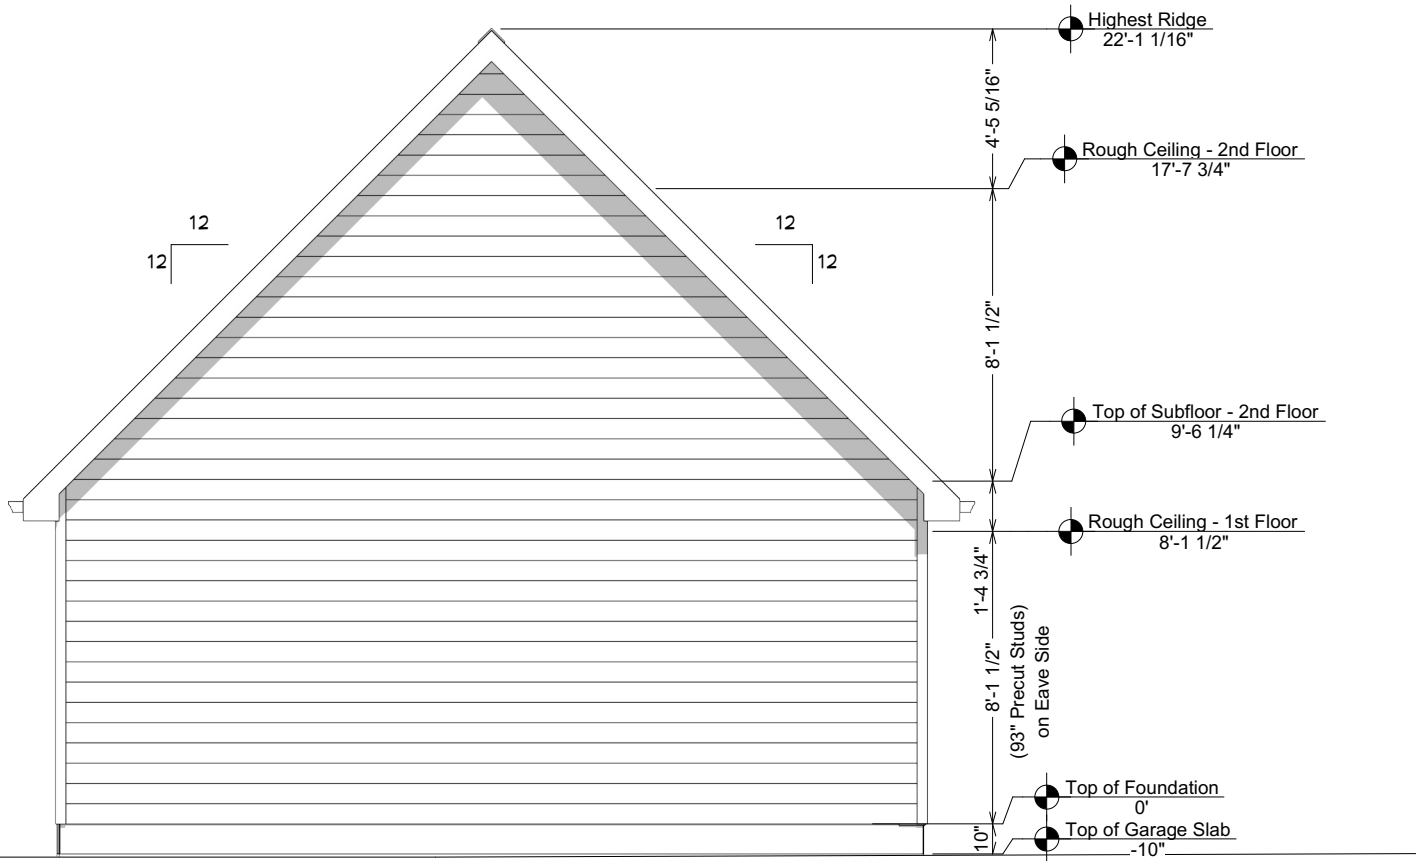 Highest Ridge
22'-1 1/16"
4'-5 5/16"
Rough Ceiling - 2nd Floor
17'-7 3/4"
12
12
12
12
8'-1 1/2"
Top of Subfloor - 2nd Floor
9'-6 1/4"
Rough Ceiling - 1st Floor
8'-1 1/2"
1'-4 3/4"
8'-1 1/2"
(93" Precut Studs)
on Eave Side
Top of Foundation
0'
10"
Top of Garage Slab
-10"